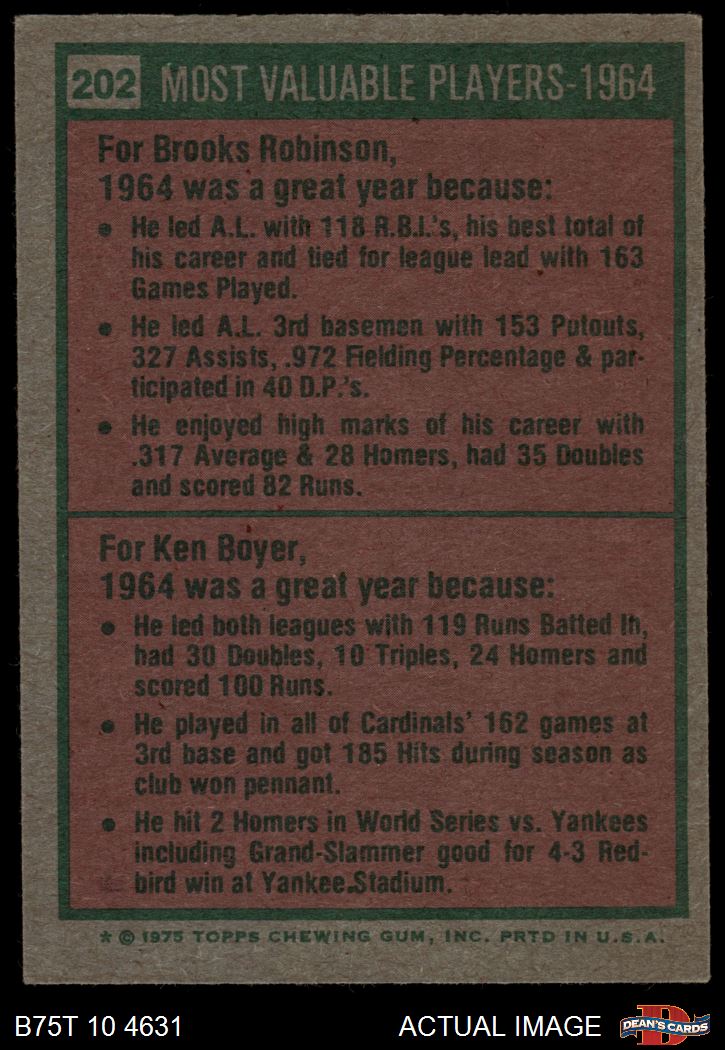 202 MOST VALUABLE PLAYERS-1964
For Brooks Robinson,
1964 was a great year because:
• He led A.L. with 118 R.B.I.'s, his best total of
his career and tied for league lead with 163
Games Played.
• He led A.L. 3rd basemen with 153 Putouts,
327 Assists, .972 Fielding Percentage & par-
ticipated in 40 D.P.'s.
• He enjoyed high marks of his career with
.317 Average & 28 Homers, had 35 Doubles
and scored 82 Runs.
For Ken Boyer,
1964 was a great year because:
• He led both leagues with 119 Runs Batted In,
had 30 Doubles, 10 Triples, 24 Homers and
scored 100 Runs.
• He played in all of Cardinals' 162 games at
3rd base and got 185 Hits during season as
club won pennant.
• He hit 2 Homers in World Series vs. Yankees
including Grand-Slammer good for 4-3 Red-
bird win at Yankee Stadium.
* © 1975 TOPPS CHEWING GUM, INC. PRTD IN U.S.A.
B75T 10 4631 ACTUAL IMAGE D DEAN'S CARDS